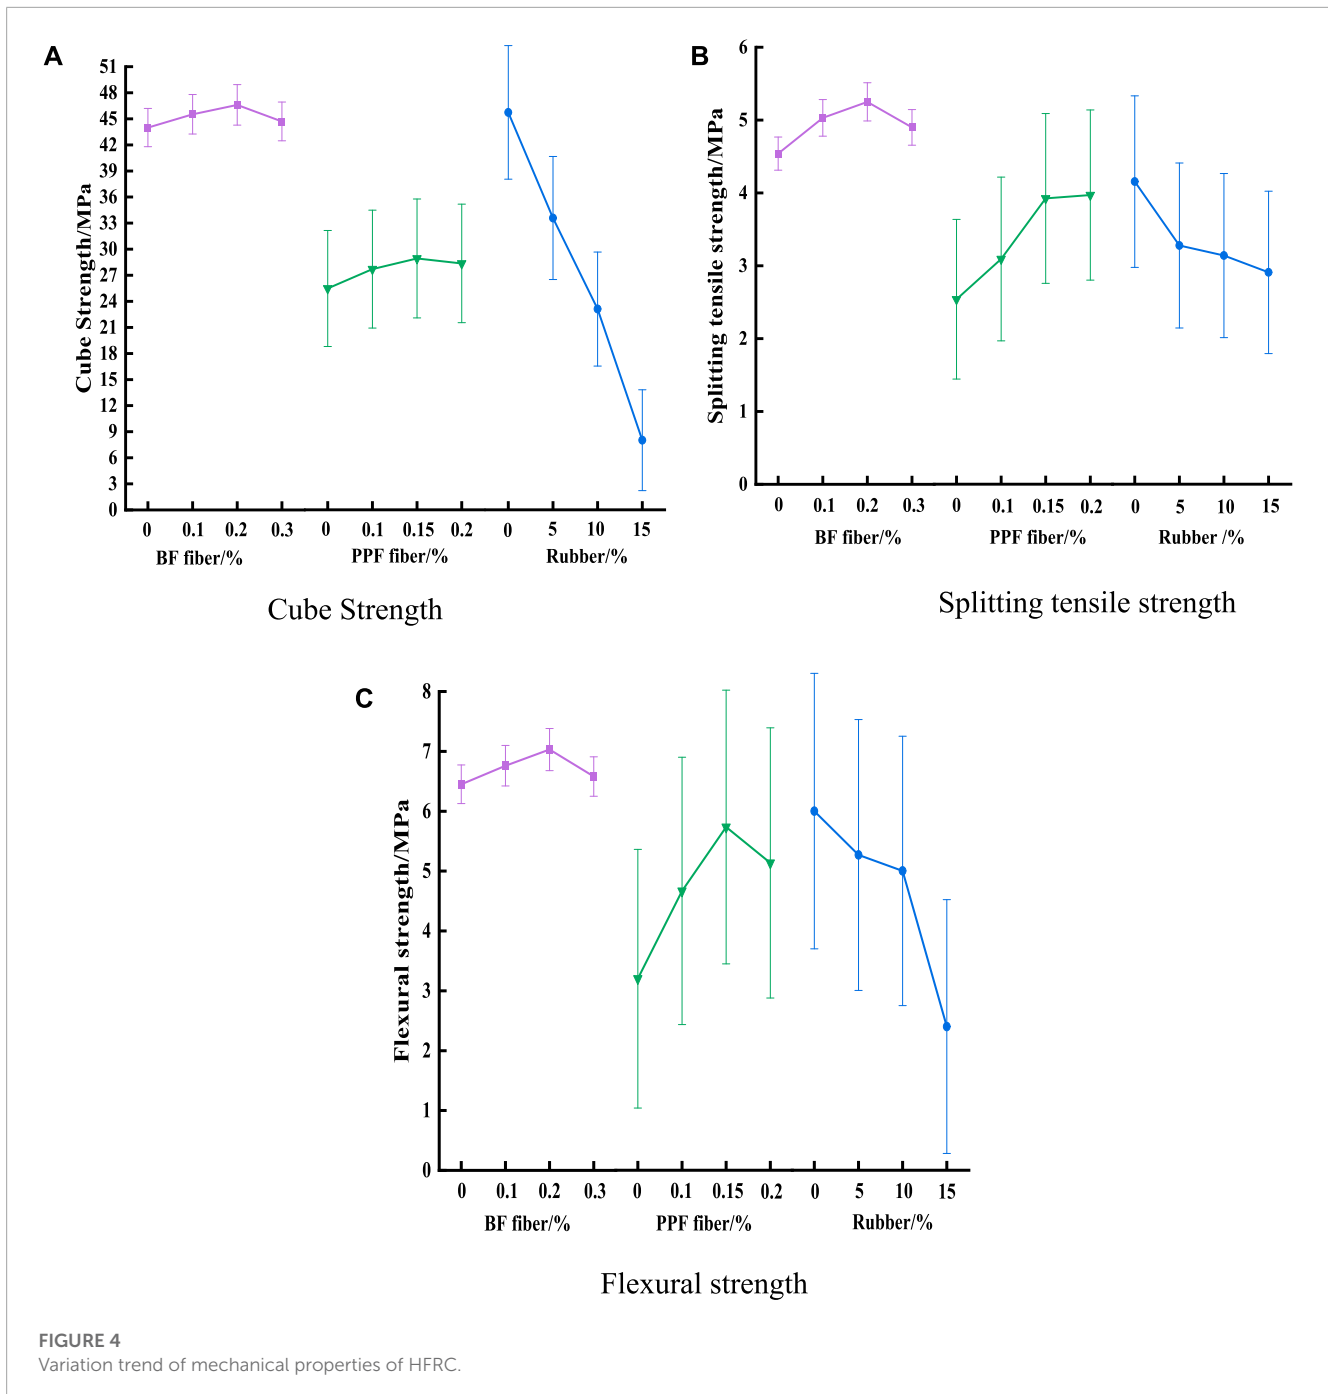 A
Cube Strength/MPa
51
48
45
42
39
36
33
30
27
24
21
18
15
12
9
6
3
0
0 0.1 0.2 0.3 0 0.1 0.15 0.2 0 5 10 15
BF fiber/% PPF fiber/% Rubber/%
Cube Strength
B
Splitting tensile strength/MPa
6
5
4
3
2
1
0
0 0.1 0.2 0.3 0 0.1 0.15 0.2 0 5 10 15
BF fiber/% PPF fiber/% Rubber /%
Splitting tensile strength
C
Flexural strength/MPa
8
7
6
5
4
3
2
1
0
0 0.1 0.2 0.3 0 0.1 0.15 0.2 0 5 10 15
BF fiber/% PPF fiber/% Rubber/%
Flexural strength
FIGURE 4
Variation trend of mechanical properties of HFRC.